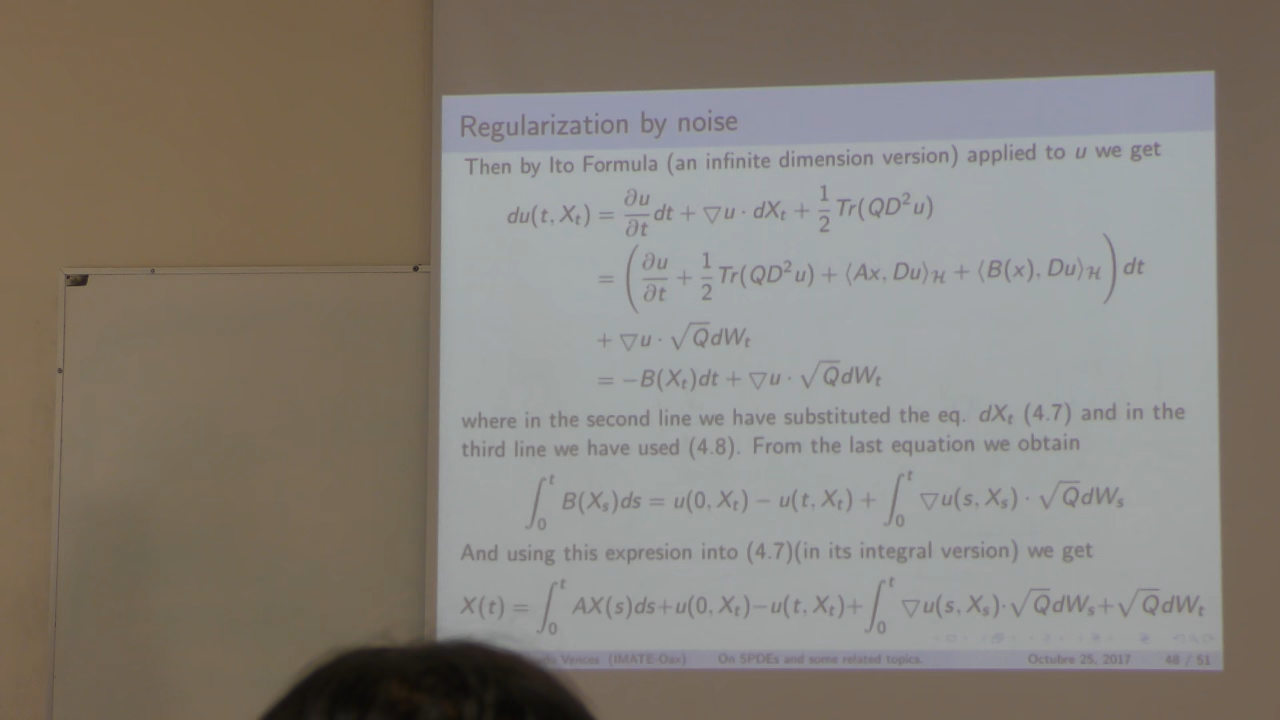 Regularization by noise
Then by Ito Formula (an infinite dimension version) applied to u we get
du(t, X_t) = ∂u/∂t dt + ▽u · dX_t + 1/2 Tr(QD²u)
= ( ∂u/∂t + 1/2 Tr(QD²u) + ⟨Ax, Du⟩_H + ⟨B(x), Du⟩_H ) dt
+ ▽u · √Q dW_t
= −B(X_t)dt + ▽u · √Q dW_t
where in the second line we have substituted the eq. dX_t (4.7) and in the
third line we have used (4.8). From the last equation we obtain
∫_0^t B(X_s)ds = u(0, X_t) − u(t, X_t) + ∫_0^t ▽u(s, X_s) · √Q dW_s
And using this expresion into (4.7)(in its integral version) we get
X(t) = ∫_0^t AX(s)ds+u(0, X_t)−u(t, X_t)+∫_0^t ▽u(s, X_s)·√Q dW_s+√Q dW_t
(IMATE-Oax) On SPDEs and some related topics. Octubre 25, 2017 48 / 51